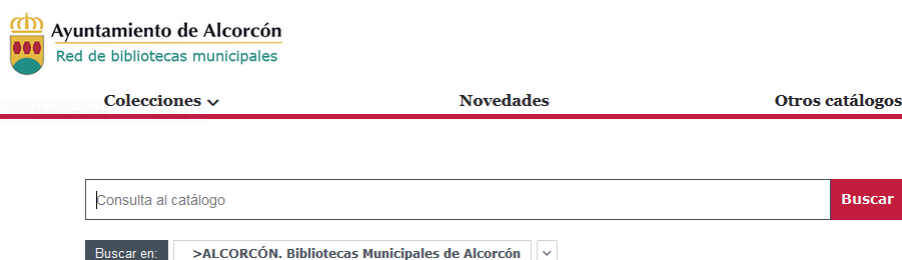 Ayuntamiento de Alcorcón
Red de bibliotecas municipales
Colecciones Novedades Otros catálogos
Consulta al catálogo Buscar
Buscar en: >ALCORCÓN. Bibliotecas Municipales de Alcorcón